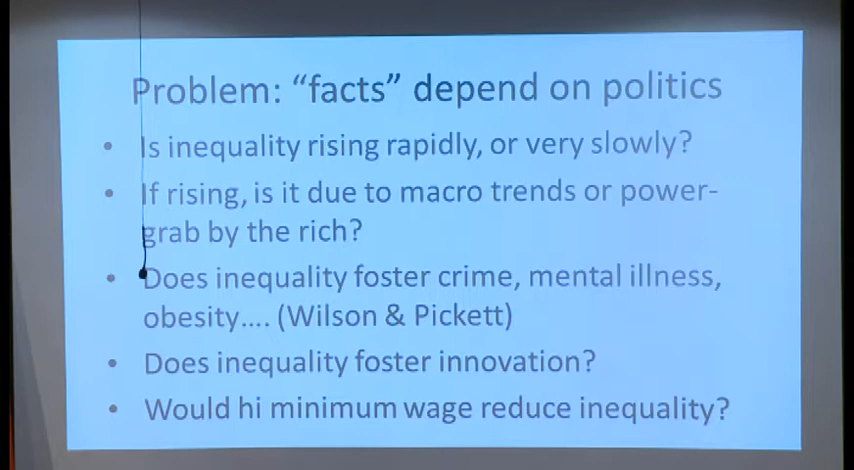 Problem: “facts” depend on politics
• Is inequality rising rapidly, or very slowly?
• If rising, is it due to macro trends or power-
grab by the rich?
• Does inequality foster crime, mental illness,
obesity.... (Wilson & Pickett)
• Does inequality foster innovation?
• Would hi minimum wage reduce inequality?